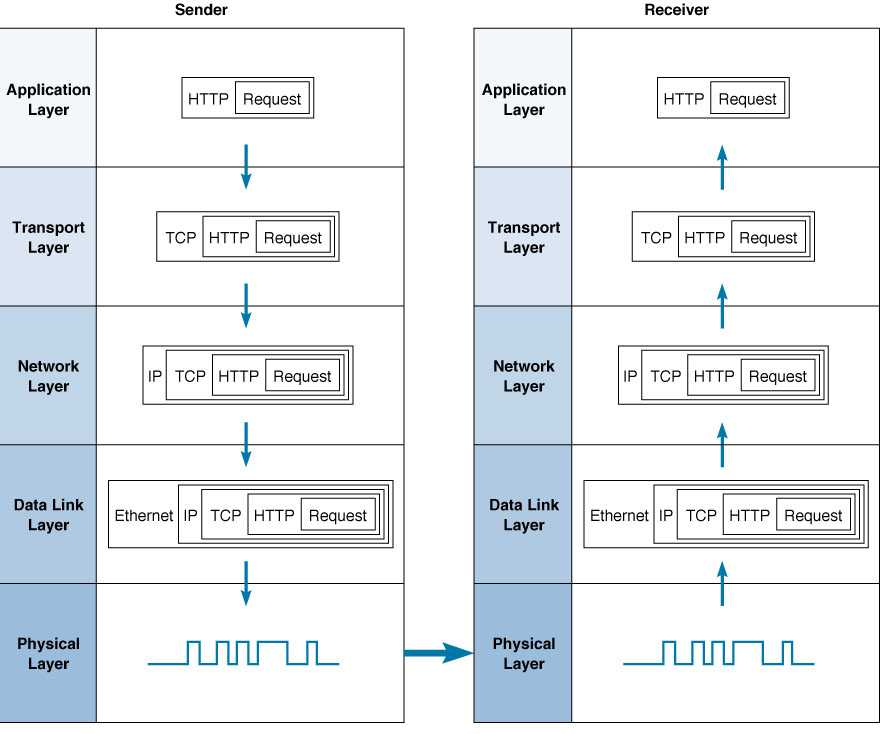 Sender
Application
Layer
HTTP Request
Transport
Layer
TCP HTTP Request
Network
Layer
IP TCP HTTP Request
Data Link
Layer
Ethernet IP TCP HTTP Request
Physical
Layer
Receiver
Application
Layer
HTTP Request
Transport
Layer
TCP HTTP Request
Network
Layer
IP TCP HTTP Request
Data Link
Layer
Ethernet IP TCP HTTP Request
Physical
Layer